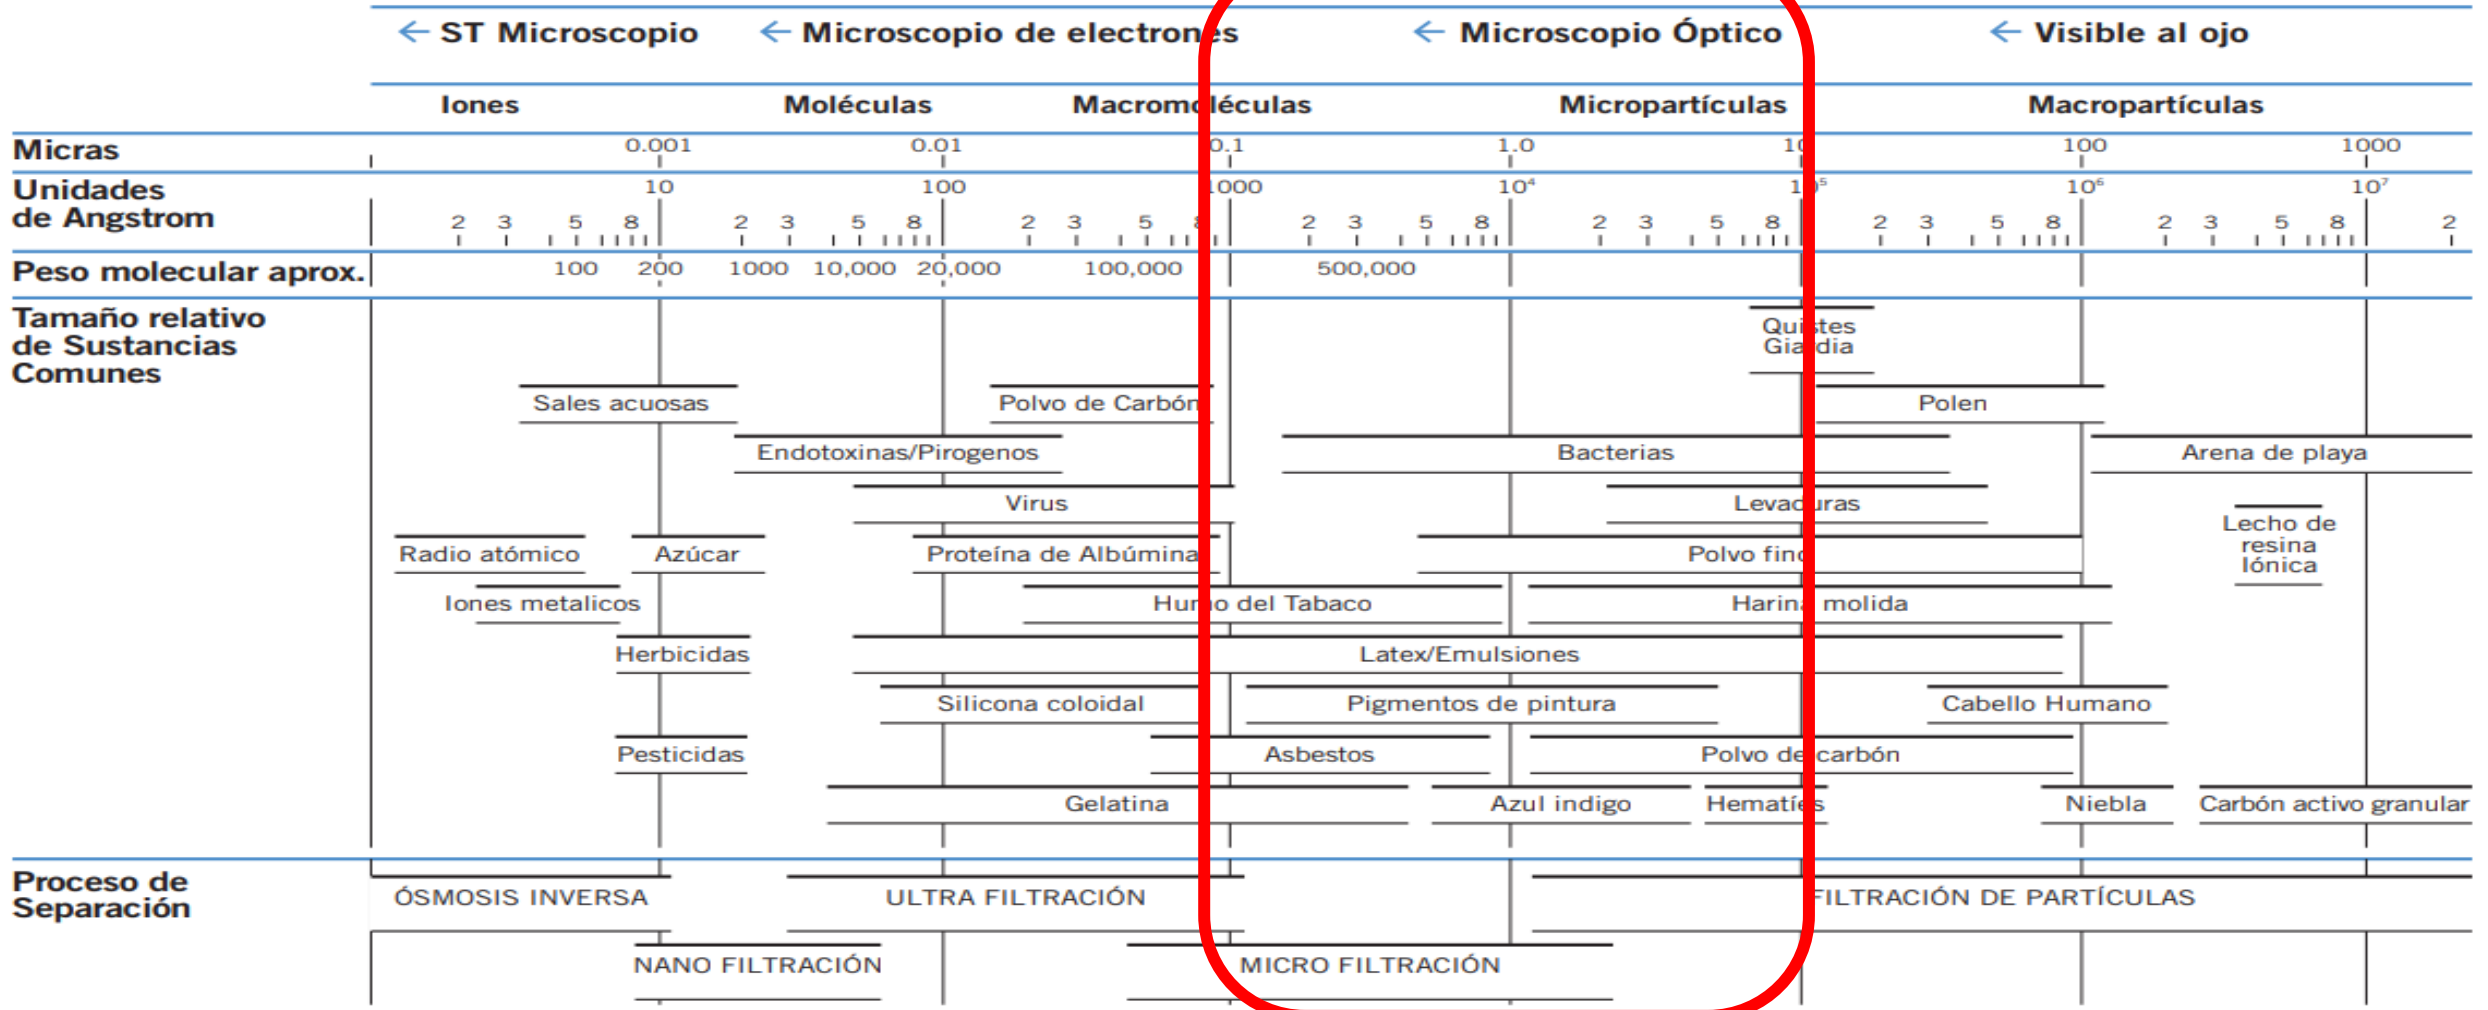 ← ST Microscopio ← Microscopio de electrones ← Microscopio Óptico ← Visible al ojo
Iones Moléculas Macromoléculas Micropartículas Macropartículas
Micras 0.001 0.01 0.1 1.0 10 100 1000
Unidades
de Angstrom
10 100 1000 10⁴ 10⁵ 10⁶ 10⁷
2 3 5 8 2 3 5 8 2 3 5 8 2 3 5 8 2 3 5 8 2 3 5 8 2 3 5 8 2
Peso molecular aprox. 100 200 1000 10,000 20,000 100,000 500,000
Tamaño relativo
de Sustancias
Comunes
Quistes
Giardia
Sales acuosas Polvo de Carbón Polen
Endotoxinas/Pirogenos Bacterias Arena de playa
Virus Levaduras
Lecho de
resina
Iónica
Radio atómico Azúcar Proteína de Albúmina Polvo fino
Iones metalicos Humo del Tabaco Harina molida
Herbicidas Latex/Emulsiones
Silicona coloidal Pigmentos de pintura Cabello Humano
Pesticidas Asbestos Polvo de carbón
Gelatina Azul indigo Hematíes Niebla Carbón activo granular
Proceso de
Separación
ÓSMOSIS INVERSA ULTRA FILTRACIÓN FILTRACIÓN DE PARTÍCULAS
NANO FILTRACIÓN MICRO FILTRACIÓN